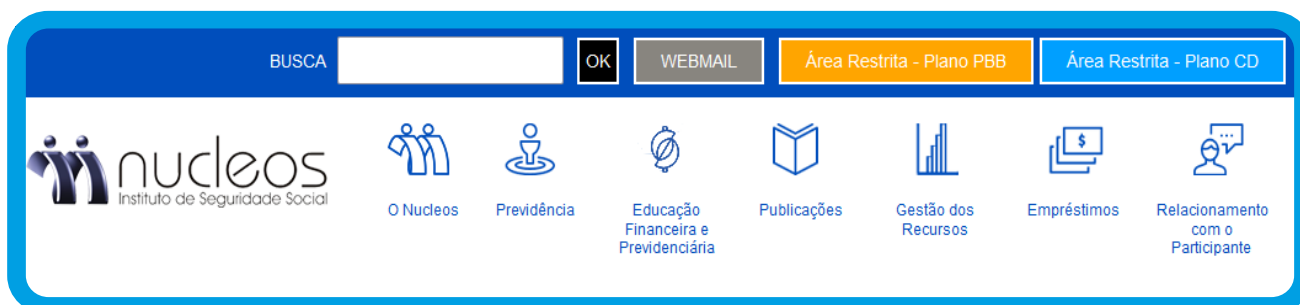 BUSCA
OK
WEBMAIL
Área Restrita - Plano PBB
Área Restrita - Plano CD
nucleos
Instituto de Seguridade Social
O Nucleos
Previdência
Educação
Financeira e
Previdenciária
Publicações
Gestão dos
Recursos
$
Empréstimos
Relacionamento
com o
Participante